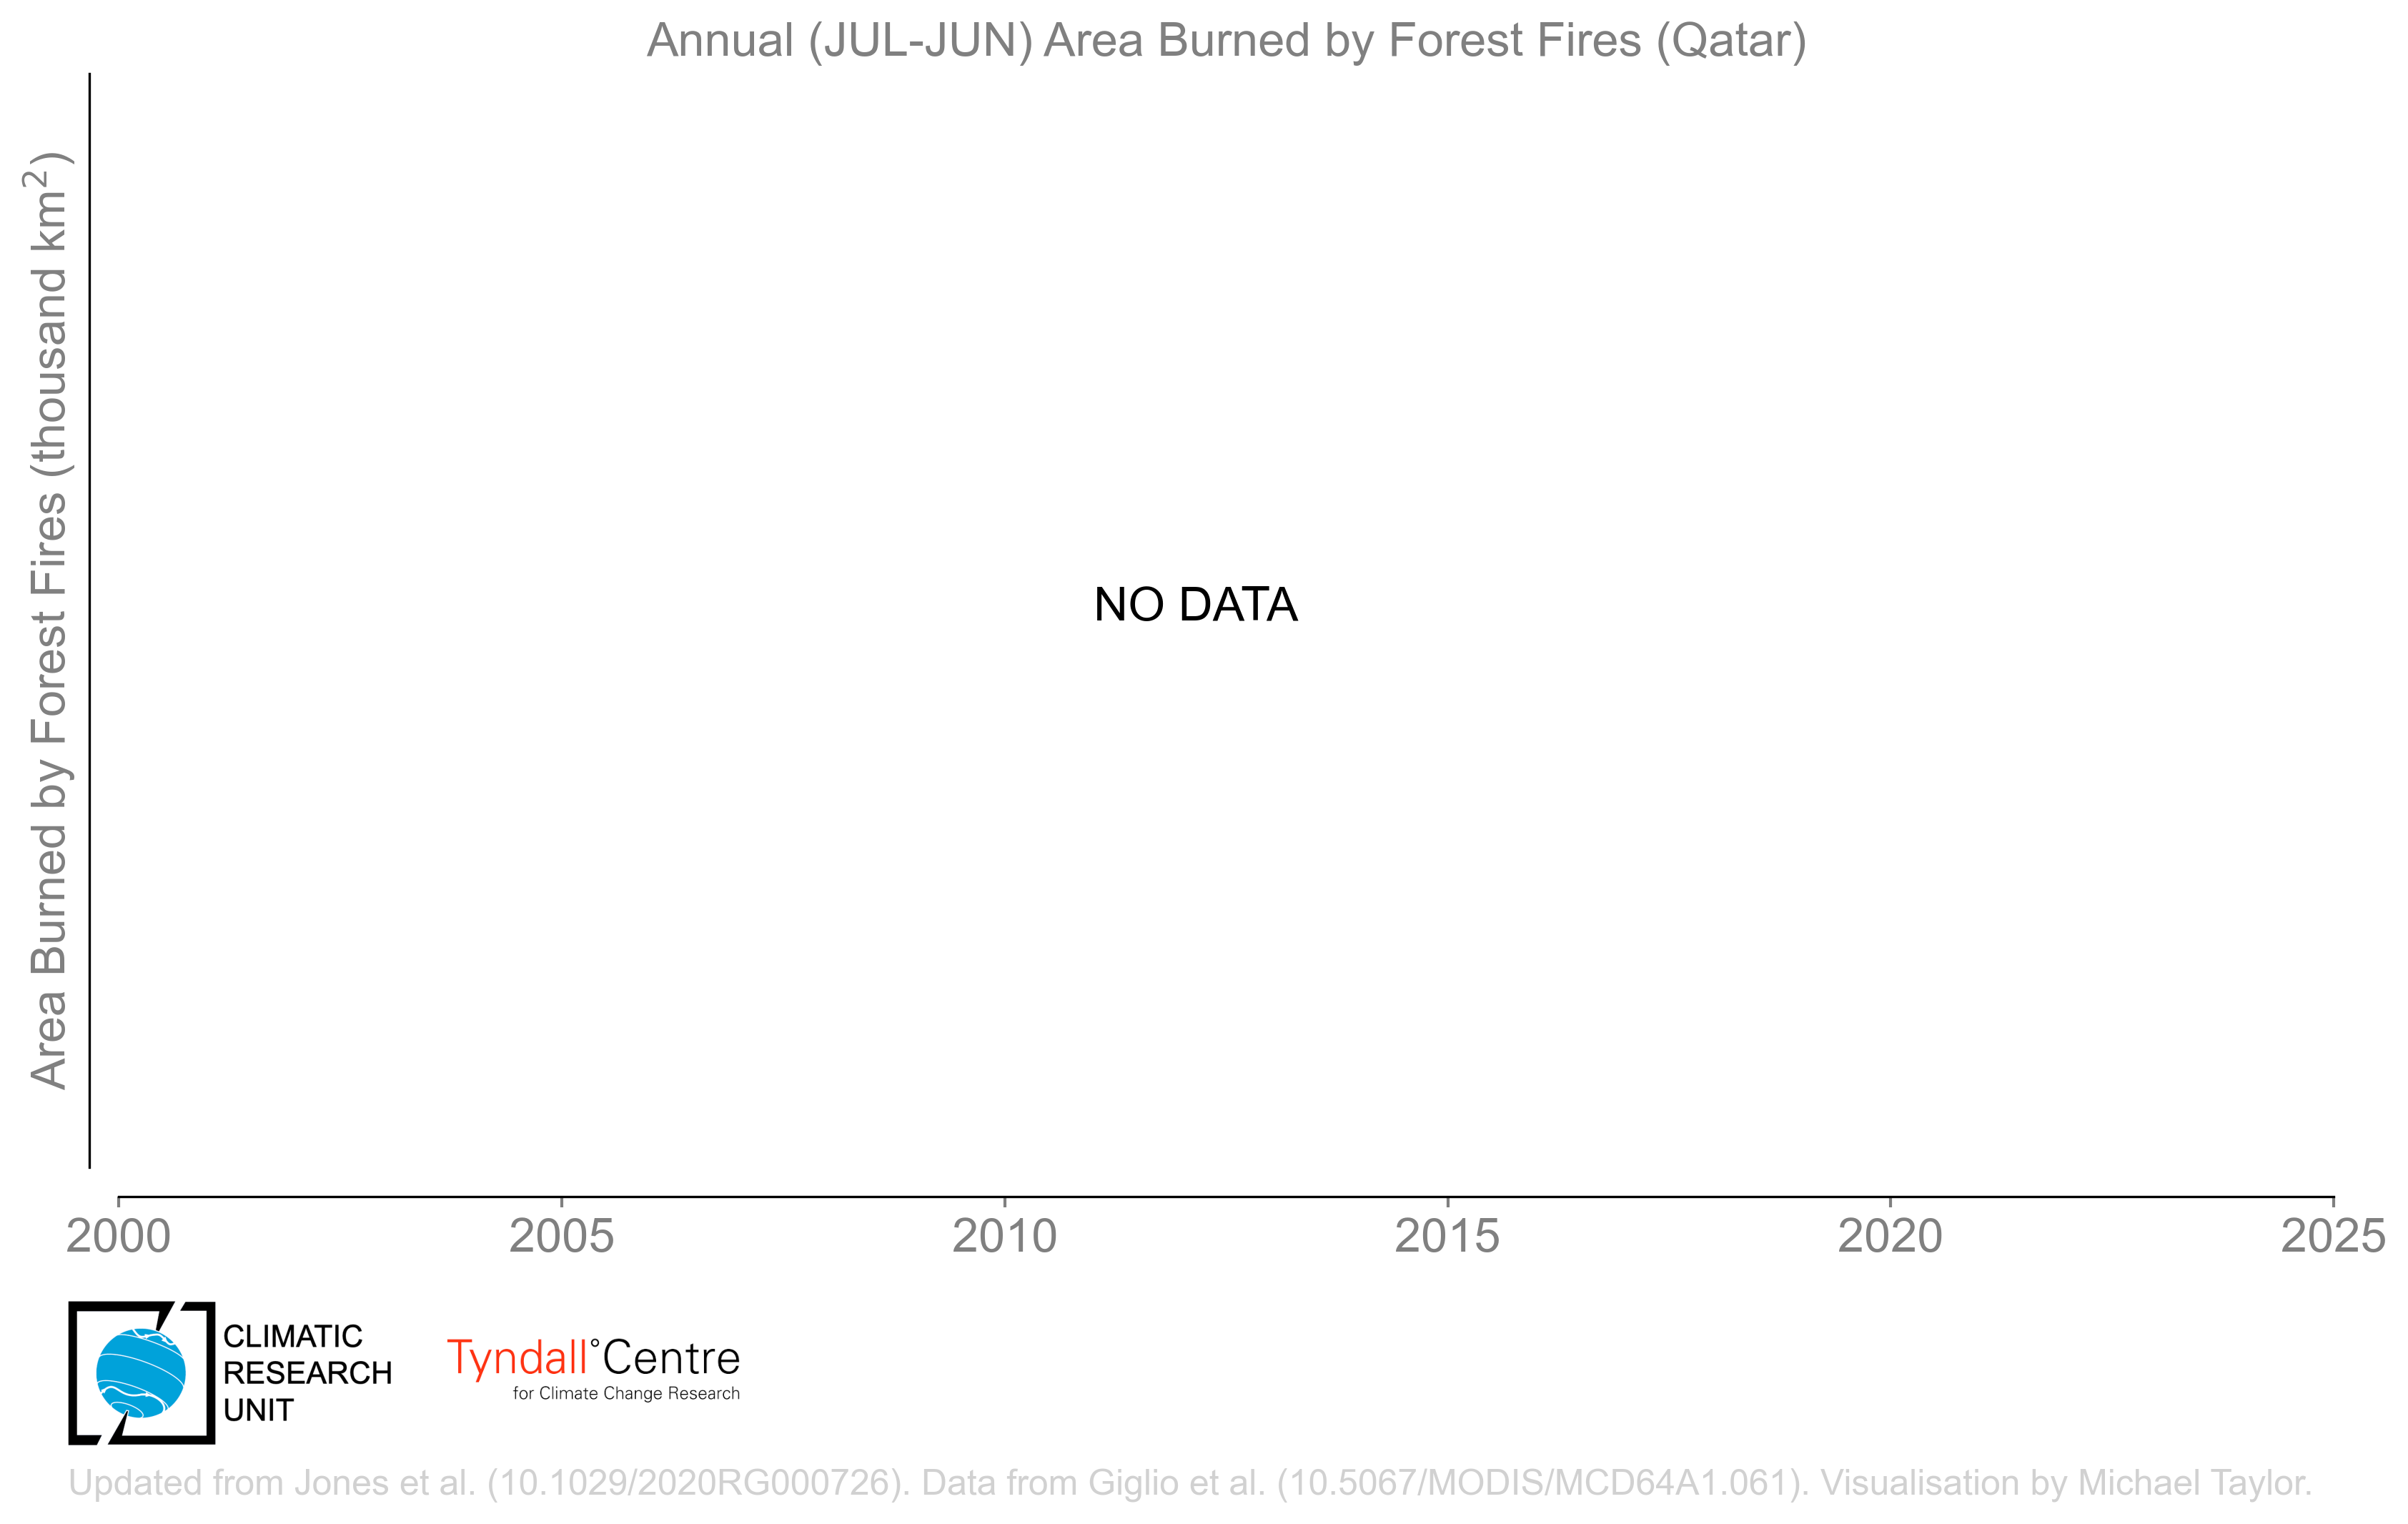 Annual (JUL-JUN) Area Burned by Forest Fires (Qatar)
Area Burned by Forest Fires (thousand km²)
NO DATA
2000 2005 2010 2015 2020 2025
CLIMATIC
RESEARCH
UNIT
Tyndall°Centre
for Climate Change Research
Updated from Jones et al. (10.1029/2020RG000726). Data from Giglio et al. (10.5067/MODIS/MCD64A1.061). Visualisation by Michael Taylor.